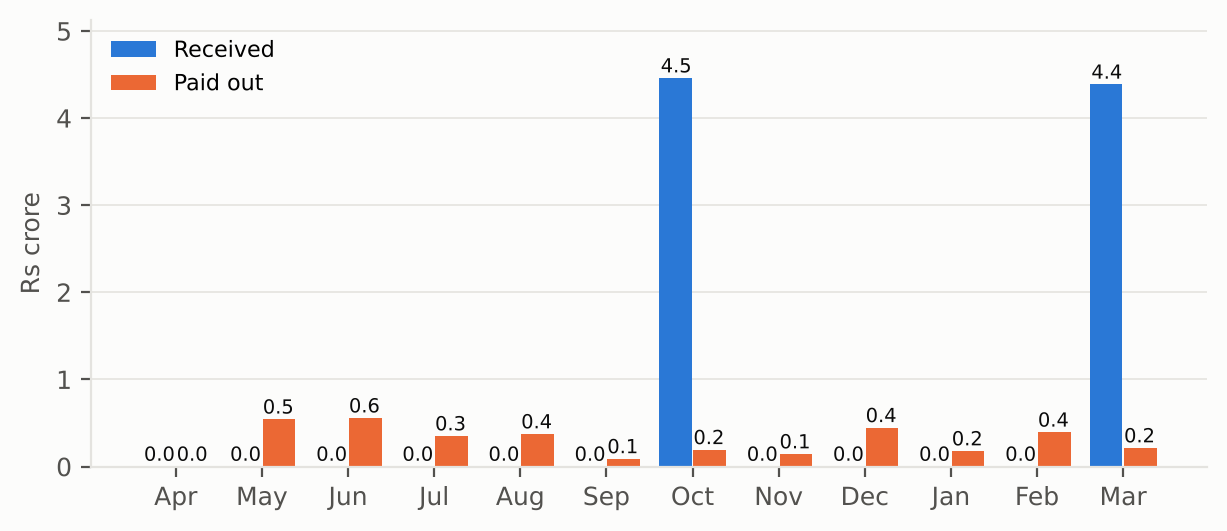 Received
Paid out
Rs crore
5
4
3
2
1
0
0.0 0.0 0.0 0.5 0.0 0.6 0.0 0.3 0.0 0.4 0.0 0.1 4.5 0.2 0.0 0.1 0.0 0.4 0.0 0.2 0.0 0.4 4.4 0.2
Apr May Jun Jul Aug Sep Oct Nov Dec Jan Feb Mar